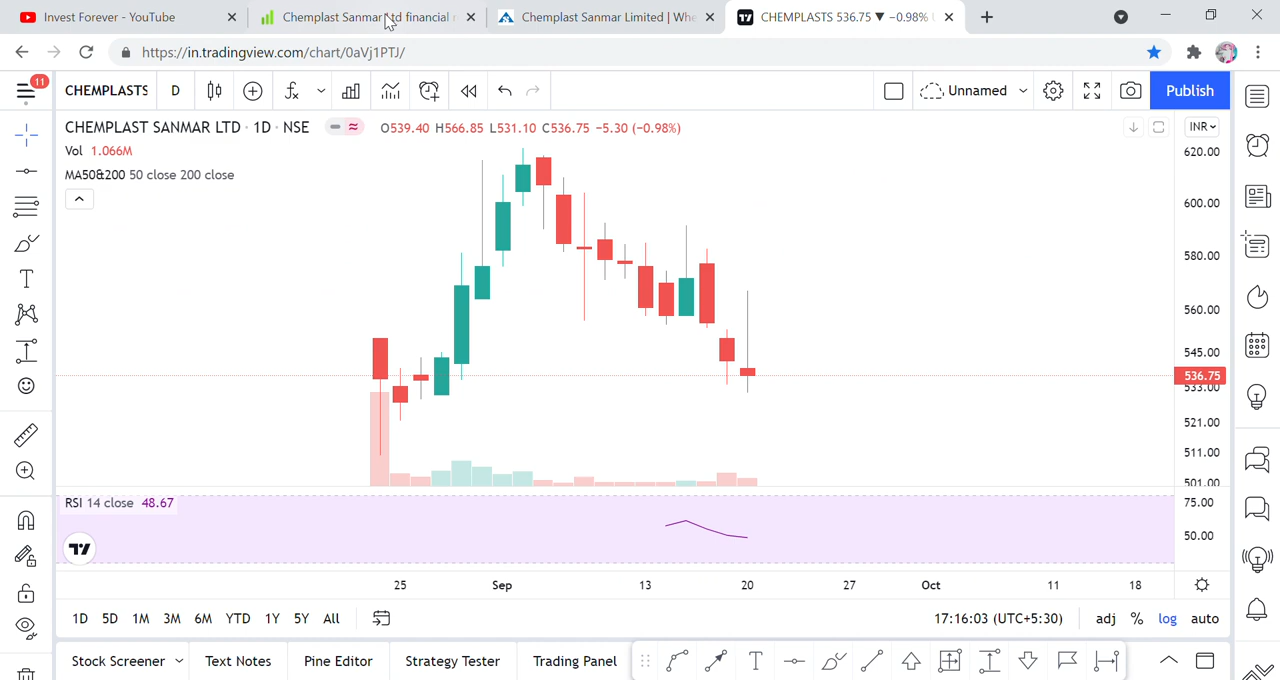 Invest Forever - YouTube
Chemplast Sanmar Ltd financial
Chemplast Sanmar Limited | Whe
CHEMPLASTS 536.75 ▼ −0.98%
https://in.tradingview.com/chart/0aVj1PTJ/
11
CHEMPLASTS
D
Unnamed
Publish
CHEMPLAST SANMAR LTD · 1D · NSE
O539.40 H566.85 L531.10 C536.75 −5.30 (−0.98%)
INR
Vol 1.066M
MA50&200 50 close 200 close
620.00
600.00
580.00
560.00
545.00
536.75
533.00
521.00
511.00
501.00
RSI 14 close 48.67
75.00
50.00
25 Sep 13 20 27 Oct 11 18
1D 5D 1M 3M 6M YTD 1Y 5Y All
17:16:03 (UTC+5:30)
adj % log auto
Stock Screener
Text Notes
Pine Editor
Strategy Tester
Trading Panel